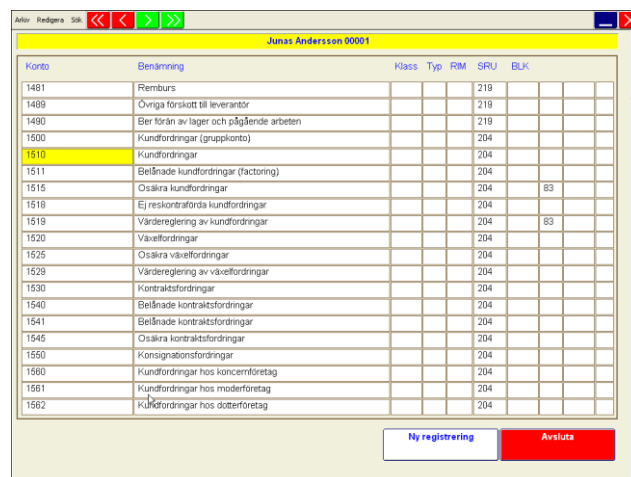 Arkiv Redigera Sök
Junas Andersson 00001
Konto Benämning Klass Typ RIM SRU BLK
1481 Remburs 219
1489 Övriga förskott till leverantör 219
1490 Ber förän av lager och pågående arbeten 219
1500 Kundfordringar (gruppkonto) 204
1510 Kundfordringar 204
1511 Belånade kundfordringar (factoring) 204
1515 Osäkra kundfordringar 204 83
1518 Ej reskontraförda kundfordringar 204
1519 Värdereglering av kundfordringar 204 83
1520 Växelfordringar 204
1525 Osäkra växelfordringar 204
1529 Värdereglering av växelfordringar 204
1530 Kontraktsfordringar 204
1540 Belånade kontraktsfordringar 204
1541 Belånade kontraktsfordringar 204
1545 Osäkra kontraktsfordringar 204
1550 Konsignationsfordringar 204
1560 Kundfordringar hos koncernföretag 204
1561 Kundfordringar hos moderföretag 204
1562 Kundfordringar hos dotterföretag 204
Ny registrering Avsluta